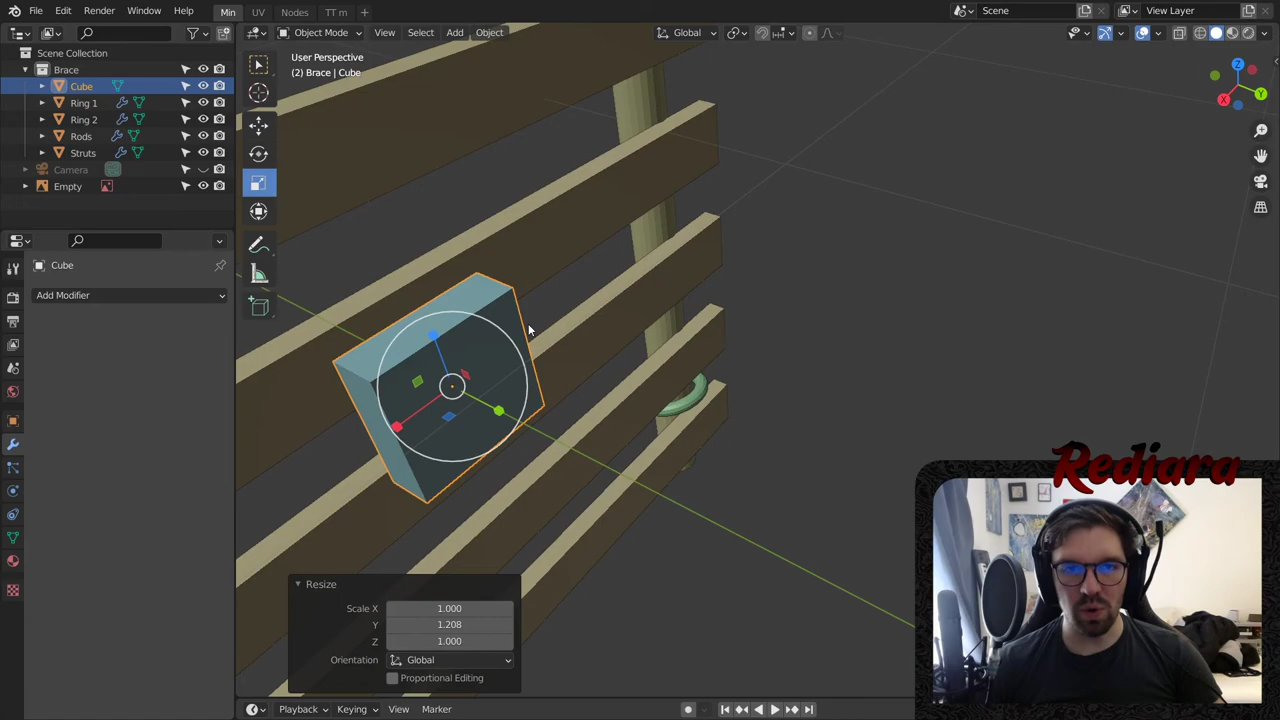 File Edit Render Window Help Min UV Nodes TT m Scene View Layer
Object Mode View Select Add Object Global
Scene Collection
Brace
Cube
Ring 1
Ring 2
Rods
Struts
Camera
Empty
Cube
Add Modifier
User Perspective
(2) Brace | Cube
Z
Y
X
Resize
Scale X 1.000
Y 1.208
Z 1.000
Orientation Global
Proportional Editing
Rediara
Playback Keying View Marker